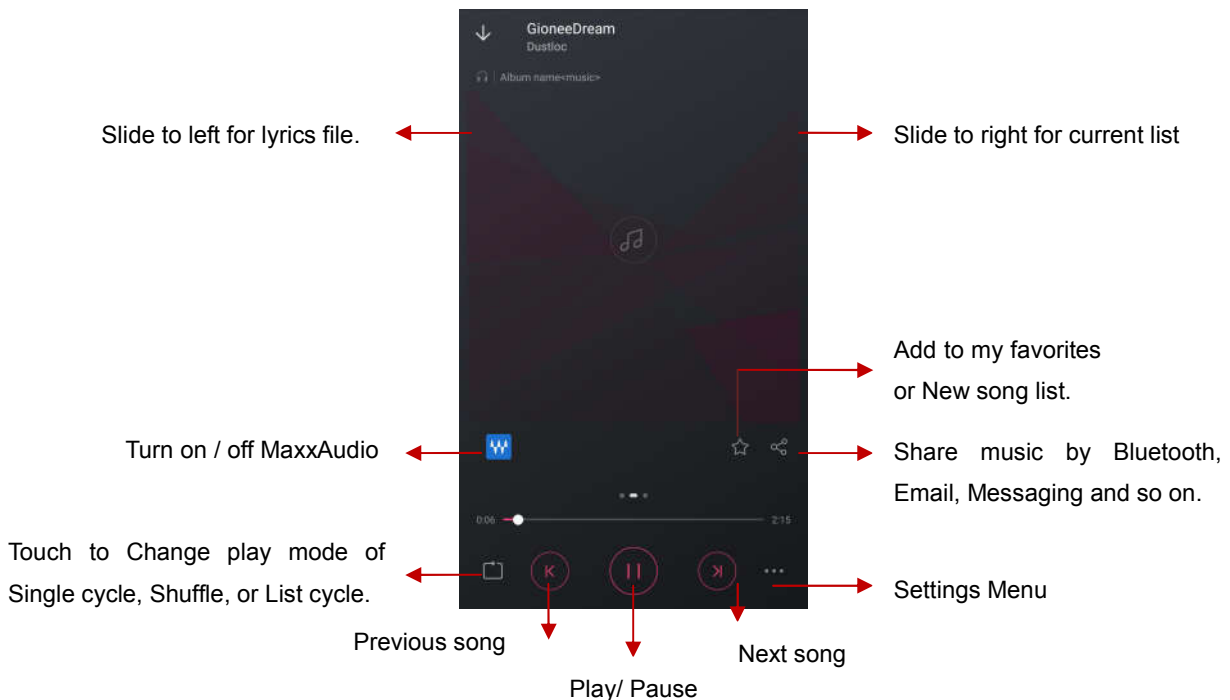 GioneeDream
Dustloc
Album name<music>
Slide to left for lyrics file.
Slide to right for current list
Add to my favorites
or New song list.
Turn on / off MaxxAudio
Share music by Bluetooth,
Email, Messaging and so on.
0:06
2:15
Touch to Change play mode of
Single cycle, Shuffle, or List cycle.
Settings Menu
Previous song
Next song
Play/ Pause